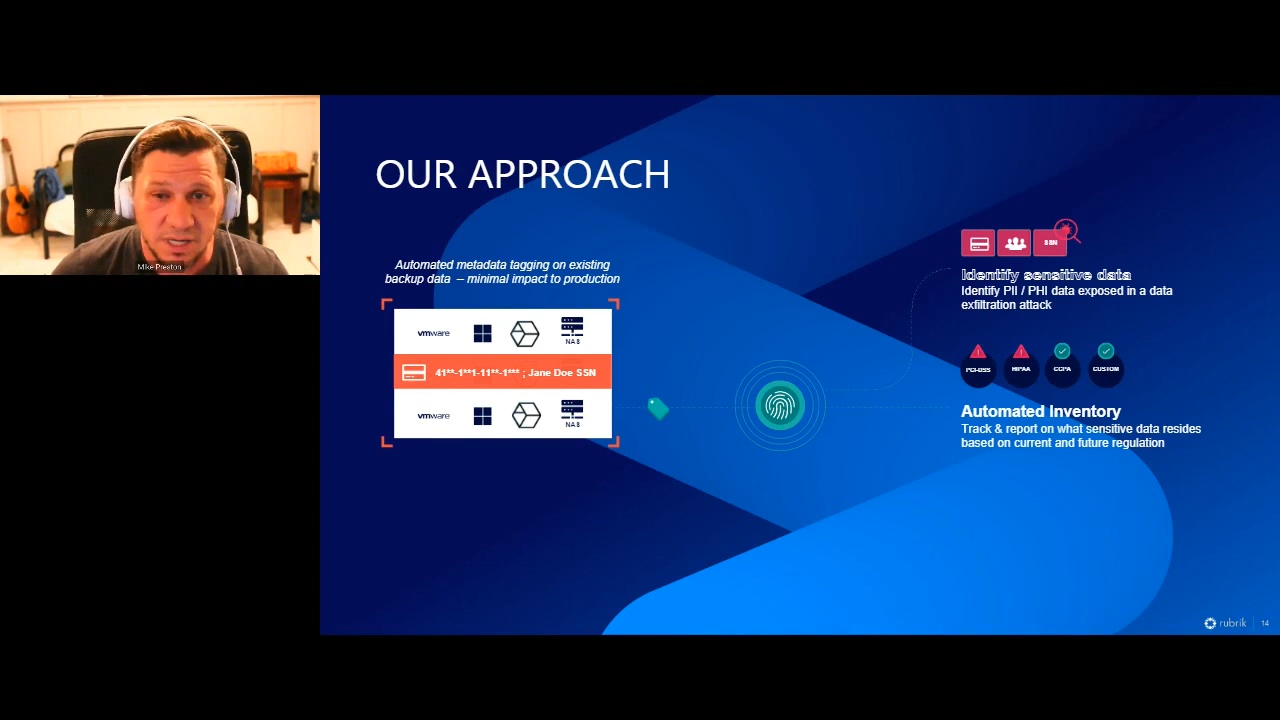 Mike Preston
OUR APPROACH
Automated metadata tagging on existing
backup data – minimal impact to production
vmware
NAS
41**-1**1-11**-1*** ; Jane Doe SSN
vmware
NAS
SSN
Identify sensitive data
Identify PII / PHI data exposed in a data
exfiltration attack
PCI-DSS HIPAA CCPA CUSTOM
Automated Inventory
Track & report on what sensitive data resides
based on current and future regulation
rubrik 14